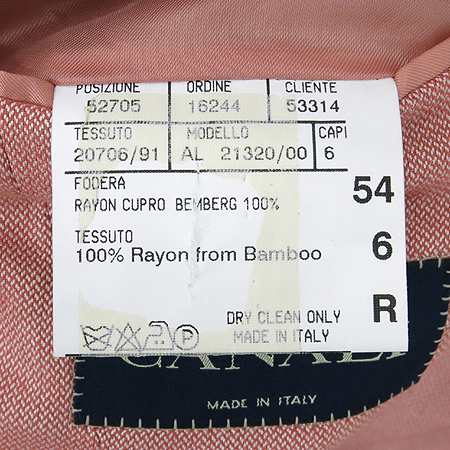 POSIZIONE ORDINE CLIENTE
52705 16244 53314
TESSUTO MODELLO CAPI
20706/91 AL 21320/00 6
FODERA
RAYON CUPRO BEMBERG 100% 54
TESSUTO
100% Rayon from Bamboo 6
DRY CLEAN ONLY R
P MADE IN ITALY
CANALI
MADE IN ITALY